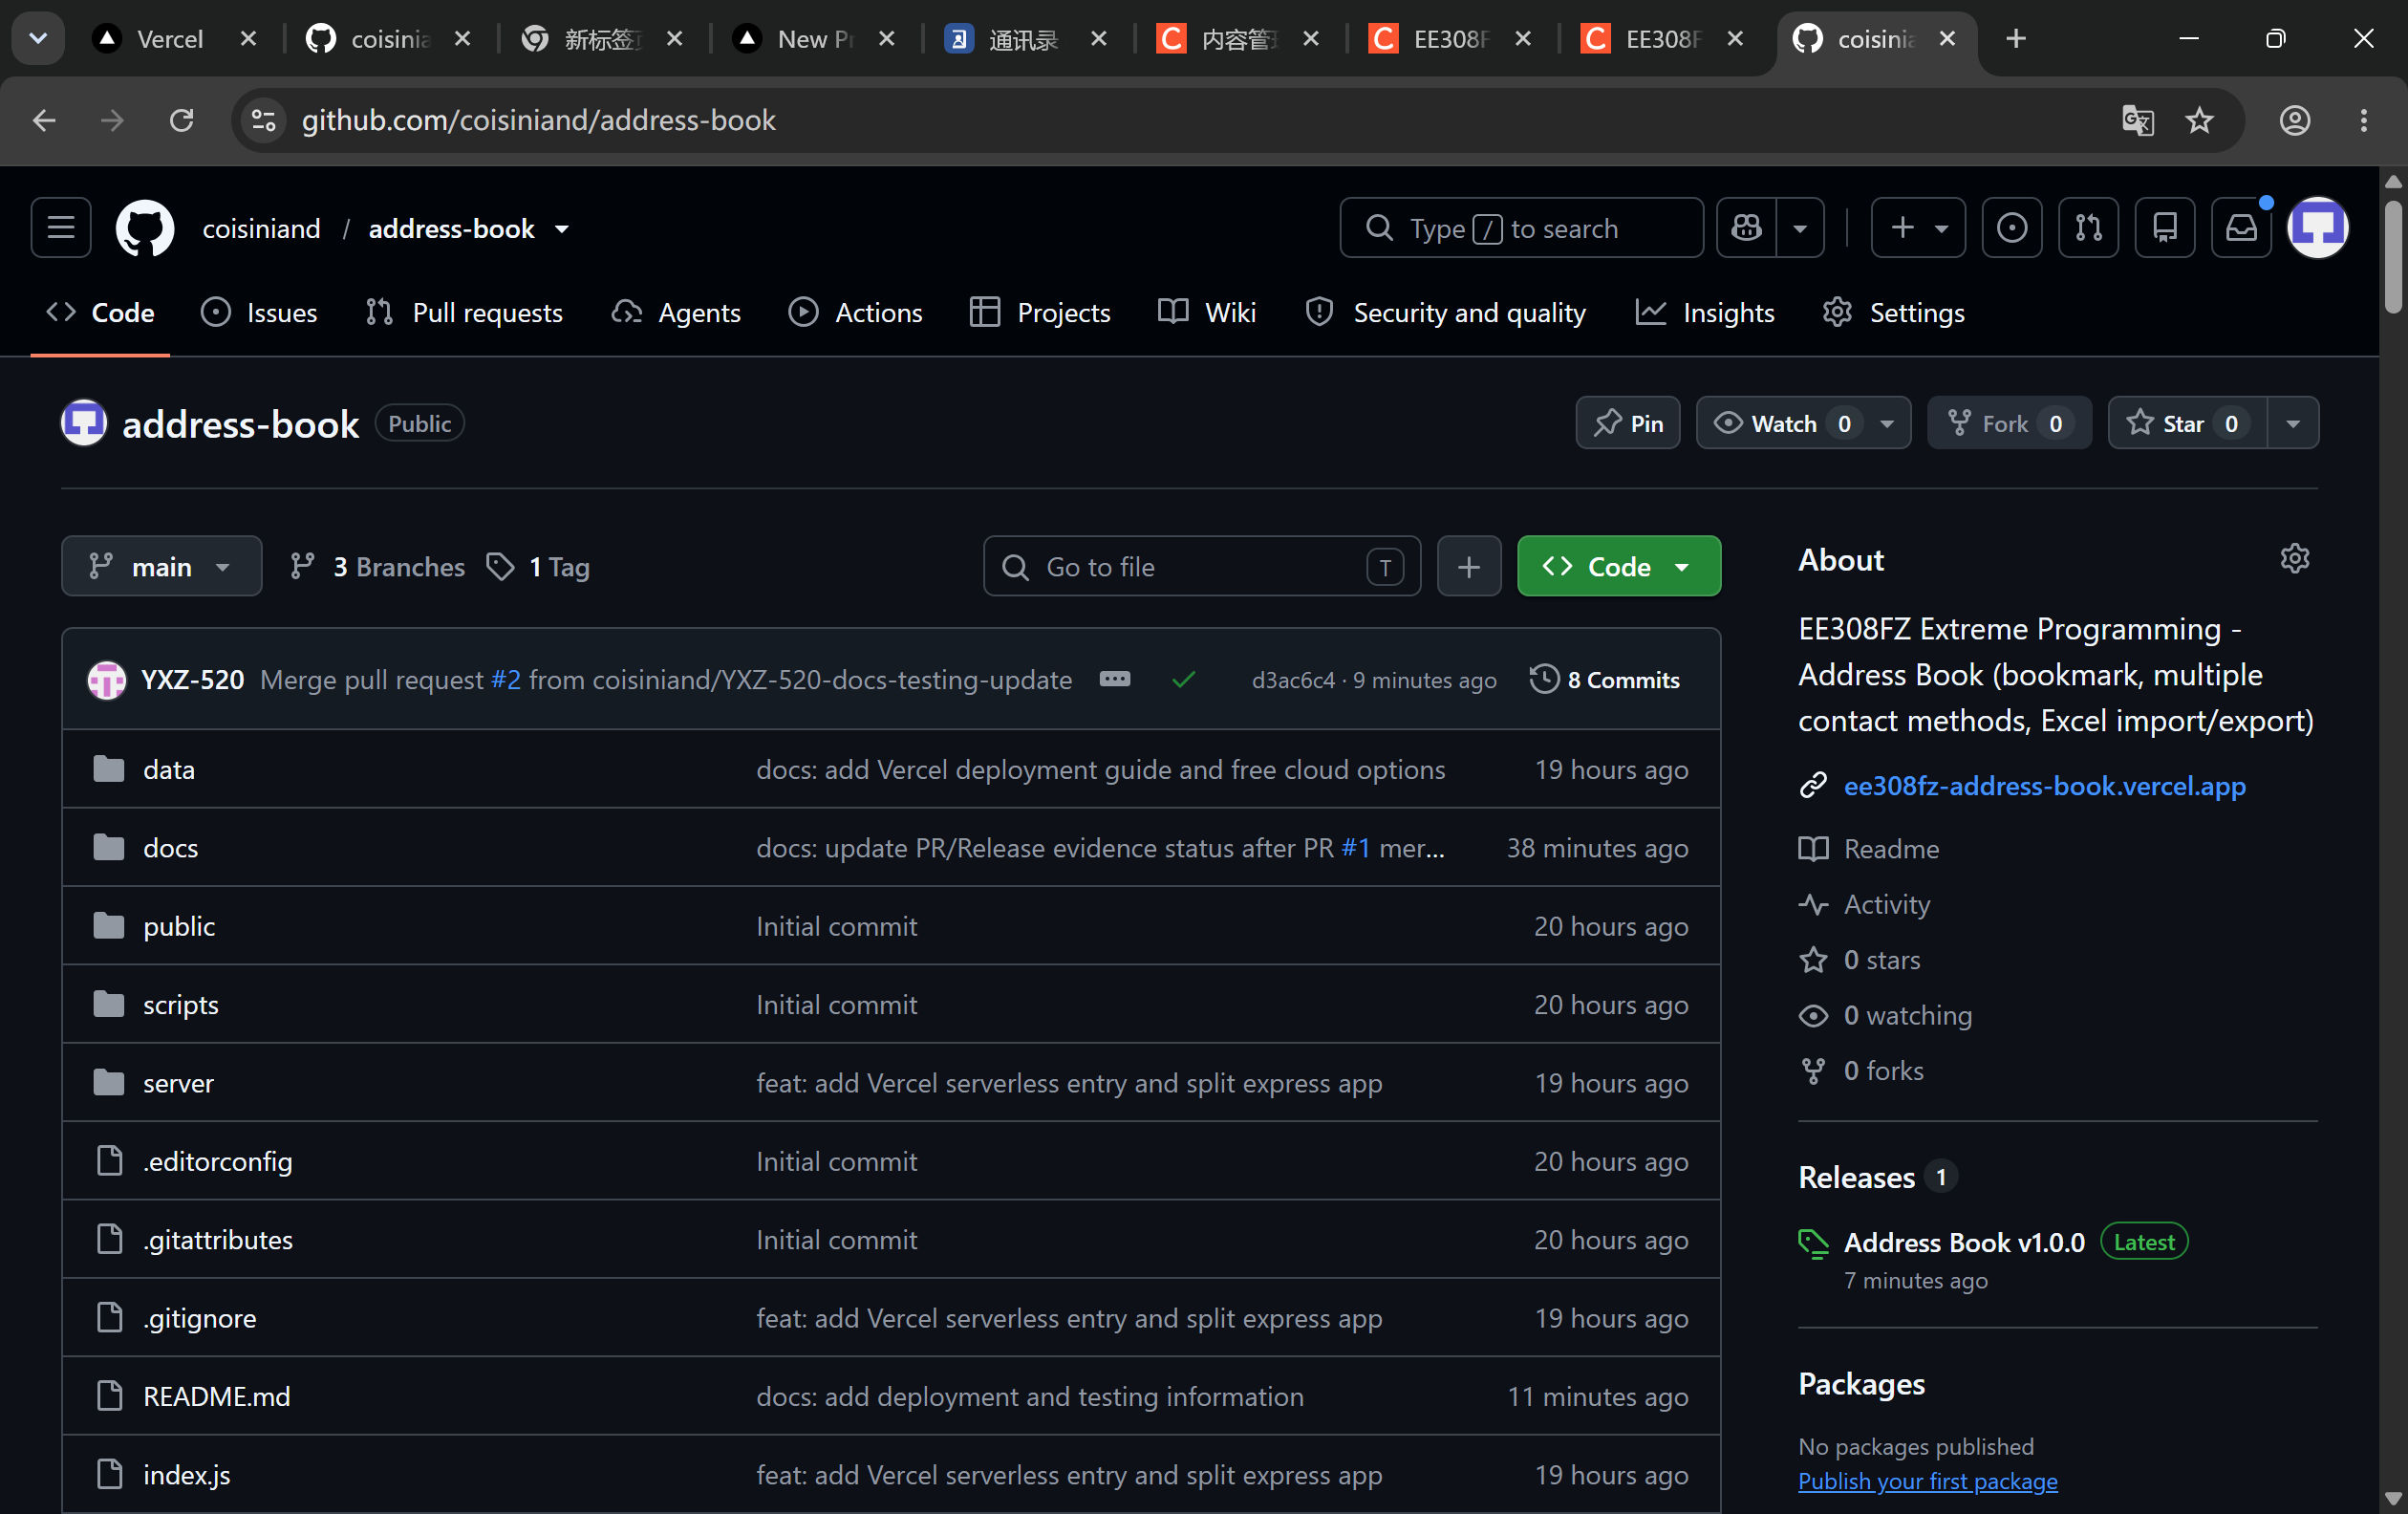 Vercel
coisinia
新标签页
New Pr
通讯录
内容管理
EE308F
EE308F
coisinia
github.com/coisiniand/address-book
coisiniand / address-book
Type / to search
Code
Issues
Pull requests
Agents
Actions
Projects
Wiki
Security and quality
Insights
Settings
address-book Public
Pin
Watch 0
Fork 0
Star 0
main
3 Branches
1 Tag
Go to file T
Code
YXZ-520 Merge pull request #2 from coisiniand/YXZ-520-docs-testing-update d3ac6c4 · 9 minutes ago 8 Commits
data docs: add Vercel deployment guide and free cloud options 19 hours ago
docs docs: update PR/Release evidence status after PR #1 mer... 38 minutes ago
public Initial commit 20 hours ago
scripts Initial commit 20 hours ago
server feat: add Vercel serverless entry and split express app 19 hours ago
.editorconfig Initial commit 20 hours ago
.gitattributes Initial commit 20 hours ago
.gitignore feat: add Vercel serverless entry and split express app 19 hours ago
README.md docs: add deployment and testing information 11 minutes ago
index.js feat: add Vercel serverless entry and split express app 19 hours ago
About
EE308FZ Extreme Programming -
Address Book (bookmark, multiple
contact methods, Excel import/export)
ee308fz-address-book.vercel.app
Readme
Activity
0 stars
0 watching
0 forks
Releases 1
Address Book v1.0.0 Latest
7 minutes ago
Packages
No packages published
Publish your first package